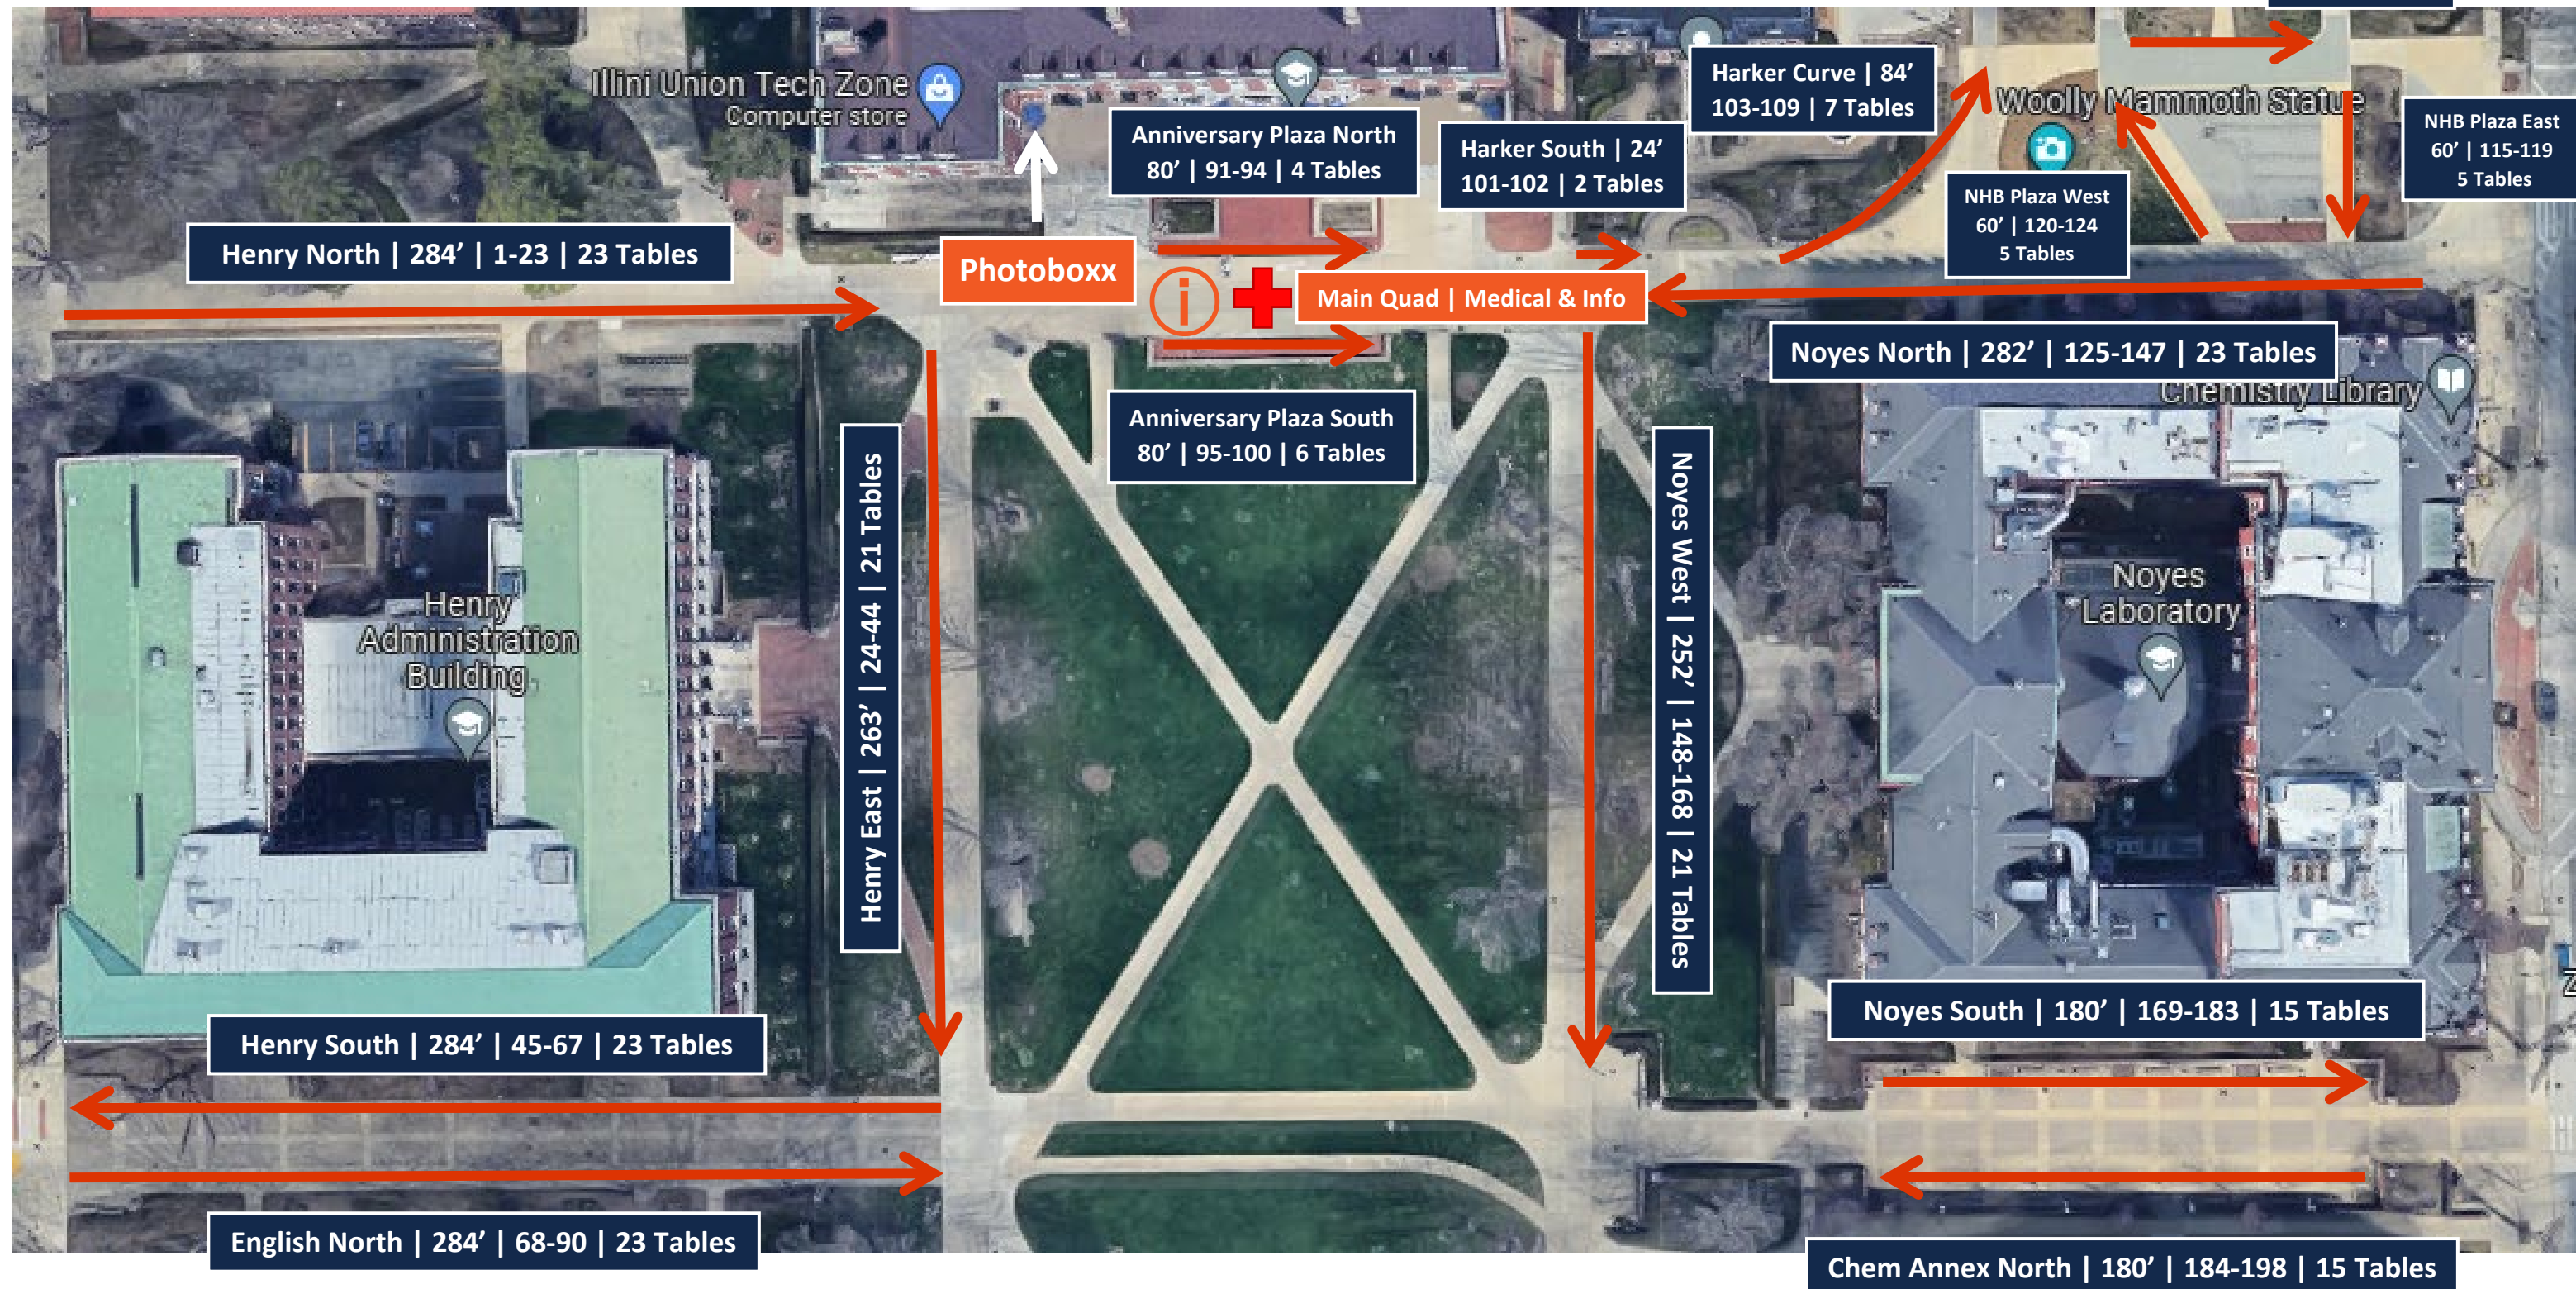 Illini Union Tech Zone
Computer store
Harker Curve | 84’
103-109 | 7 Tables
Woolly Mammoth Statue
Anniversary Plaza North
80’ | 91-94 | 4 Tables
Harker South | 24’
101-102 | 2 Tables
NHB Plaza East
60’ | 115-119
5 Tables
NHB Plaza West
60’ | 120-124
5 Tables
Henry North | 284’ | 1-23 | 23 Tables
Photoboxx
i
Main Quad | Medical & Info
Noyes North | 282’ | 125-147 | 23 Tables
Chemistry Library
Anniversary Plaza South
80’ | 95-100 | 6 Tables
Henry East | 263’ | 24-44 | 21 Tables
Noyes West | 252’ | 148-168 | 21 Tables
Henry
Administration
Building
Noyes
Laboratory
Henry South | 284’ | 45-67 | 23 Tables
Noyes South | 180’ | 169-183 | 15 Tables
English North | 284’ | 68-90 | 23 Tables
Chem Annex North | 180’ | 184-198 | 15 Tables